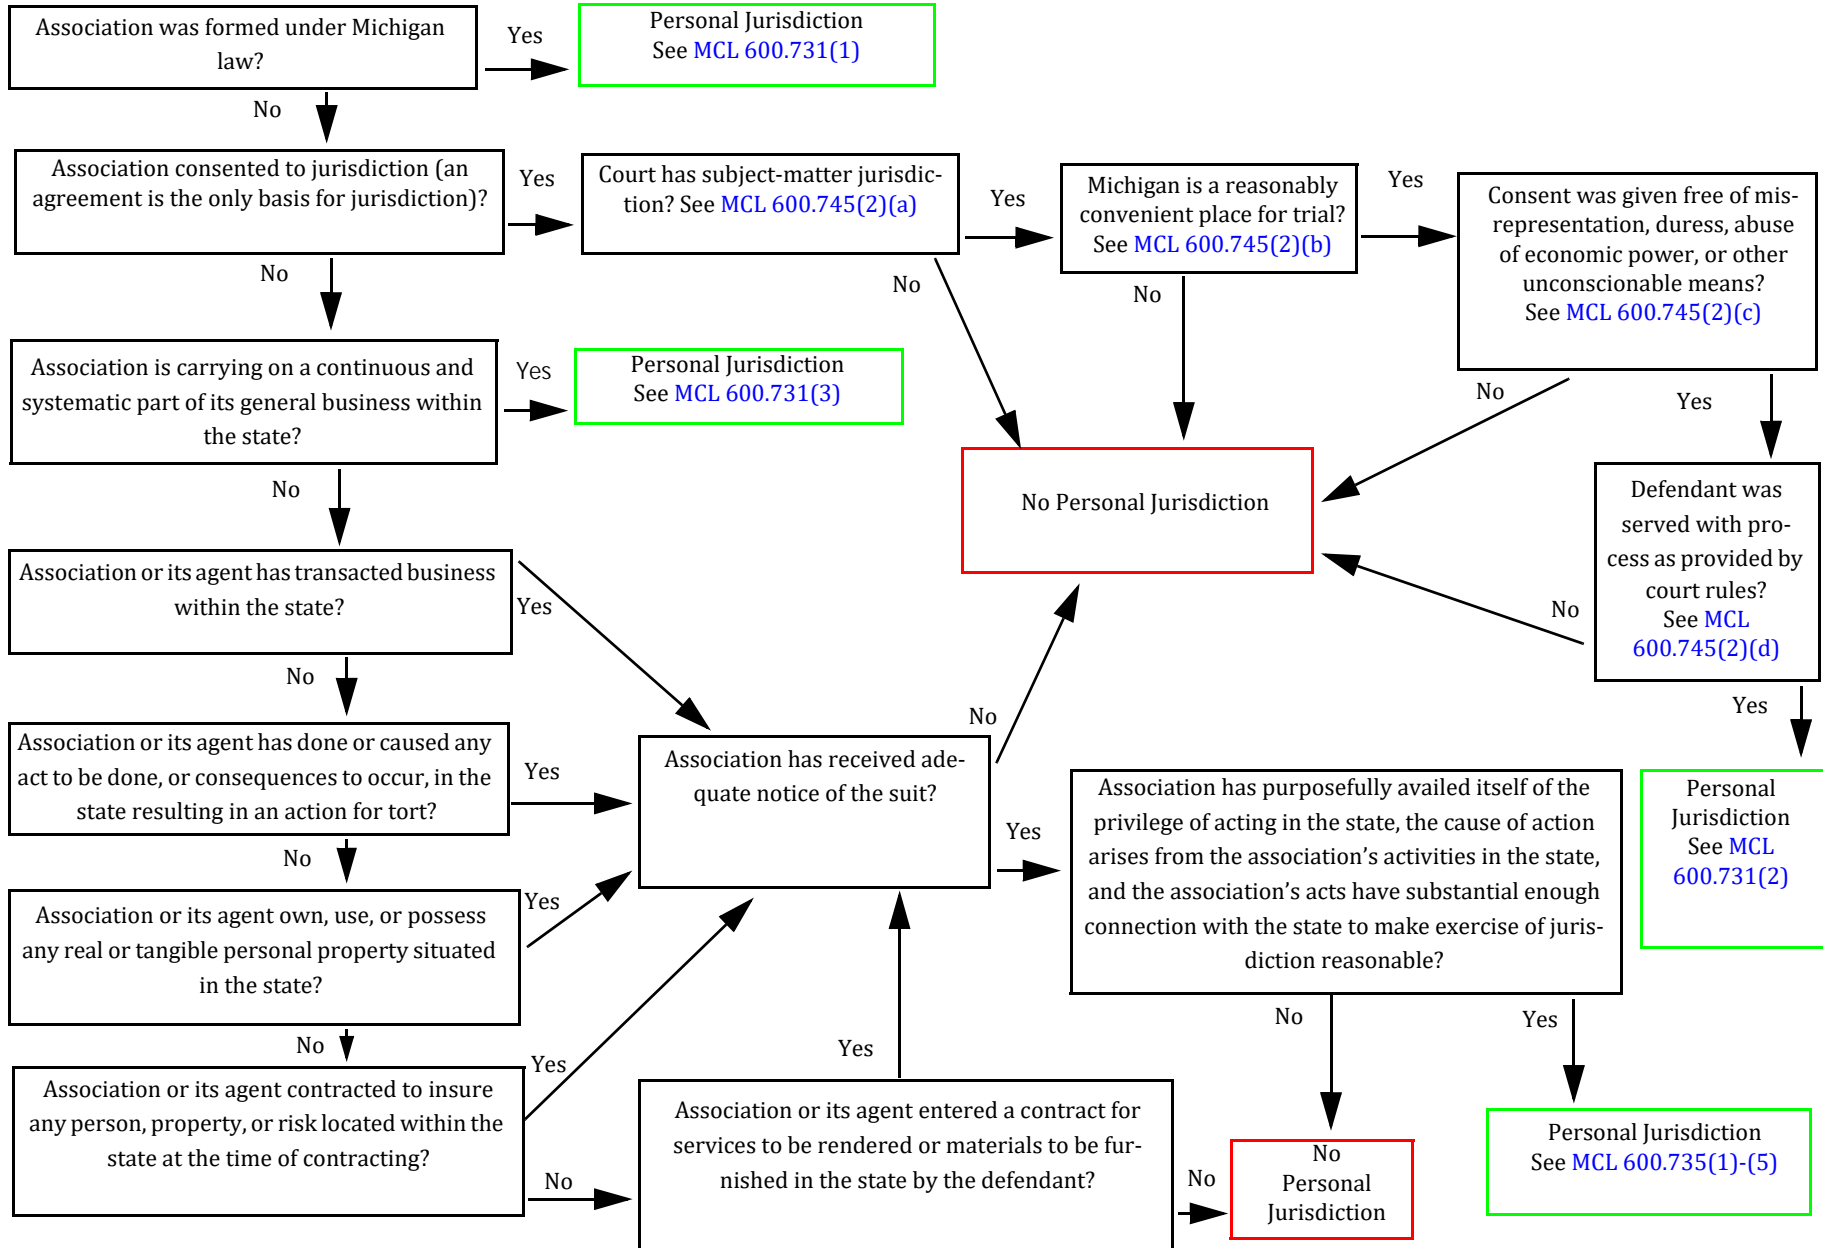 Association was formed under Michigan
law?
Yes
Personal Jurisdiction
See MCL 600.731(1)
No
Association consented to jurisdiction (an
agreement is the only basis for jurisdiction)?
Yes
Court has subject-matter jurisdic-
tion? See MCL 600.745(2)(a)
Yes
Michigan is a reasonably
convenient place for trial?
See MCL 600.745(2)(b)
Yes
Consent was given free of mis-
representation, duress, abuse
of economic power, or other
unconscionable means?
See MCL 600.745(2)(c)
No
No
No
No
Yes
Association is carrying on a continuous and
systematic part of its general business within
the state?
Yes
Personal Jurisdiction
See MCL 600.731(3)
No Personal Jurisdiction
Defendant was
served with pro-
cess as provided by
court rules?
See MCL
600.745(2)(d)
No
Yes
Personal
Jurisdiction
See MCL
600.731(2)
No
Association or its agent has transacted business
within the state?
Yes
No
Association or its agent has done or caused any
act to be done, or consequences to occur, in the
state resulting in an action for tort?
Yes
Association has received ade-
quate notice of the suit?
No
Yes
Association has purposefully availed itself of the
privilege of acting in the state, the cause of action
arises from the association’s activities in the state,
and the association’s acts have substantial enough
connection with the state to make exercise of juris-
diction reasonable?
No
Yes
No
Association or its agent own, use, or possess
any real or tangible personal property situated
in the state?
Yes
No
Association or its agent contracted to insure
any person, property, or risk located within the
state at the time of contracting?
Yes
No
Yes
Association or its agent entered a contract for
services to be rendered or materials to be fur-
nished in the state by the defendant?
No
No
Personal
Jurisdiction
Personal Jurisdiction
See MCL 600.735(1)-(5)